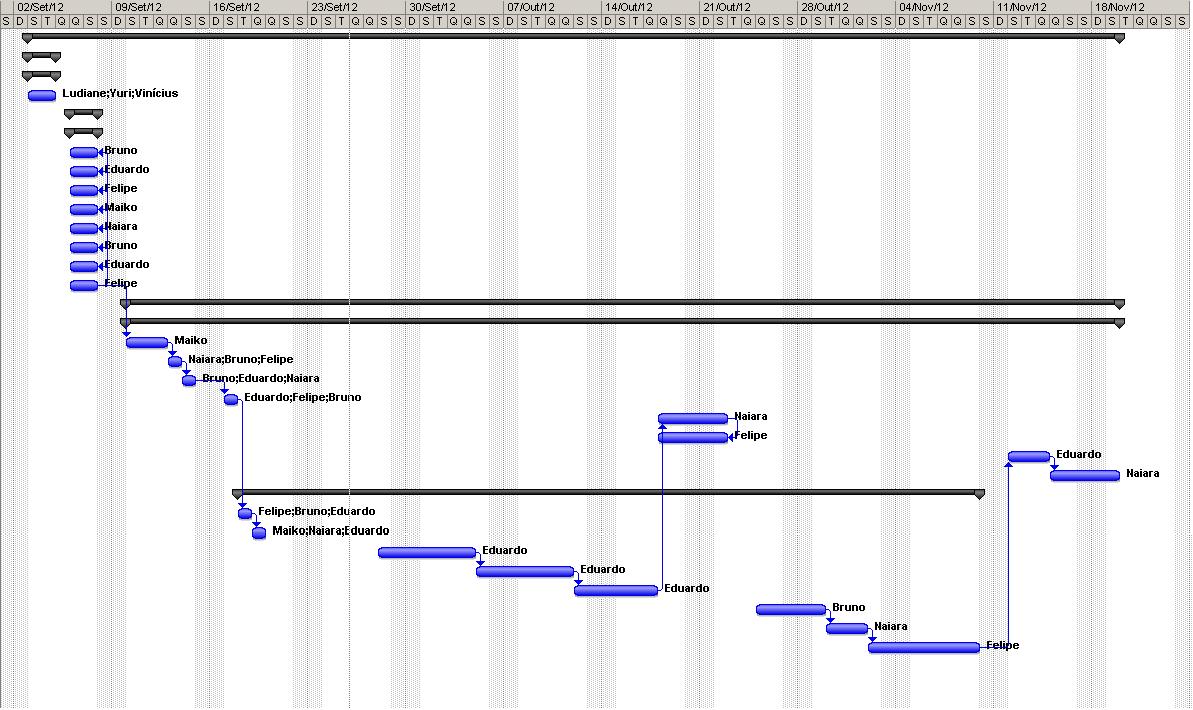 02/Set/12 09/Set/12 16/Set/12 23/Set/12 30/Set/12 07/Out/12 14/Out/12 21/Out/12 28/Out/12 04/Nov/12 11/Nov/12 18/Nov/12
S D S T Q Q S S D S T Q Q S S D S T Q Q S S D S T Q Q S S D S T Q Q S S D S T Q Q S S D S T Q Q S S D S T Q Q S S D S T Q Q S S D S T Q Q S S D S T Q Q S S D S T Q Q S S
Ludiane;Yuri;Vinícius
Bruno
Eduardo
Felipe
Maiko
Naiara
Bruno
Eduardo
Felipe
Maiko
Naiara;Bruno;Felipe
Bruno;Eduardo;Naiara
Eduardo;Felipe;Bruno
Naiara
Felipe
Eduardo
Naiara
Felipe;Bruno;Eduardo
Maiko;Naiara;Eduardo
Eduardo
Eduardo
Eduardo
Bruno
Naiara
Felipe